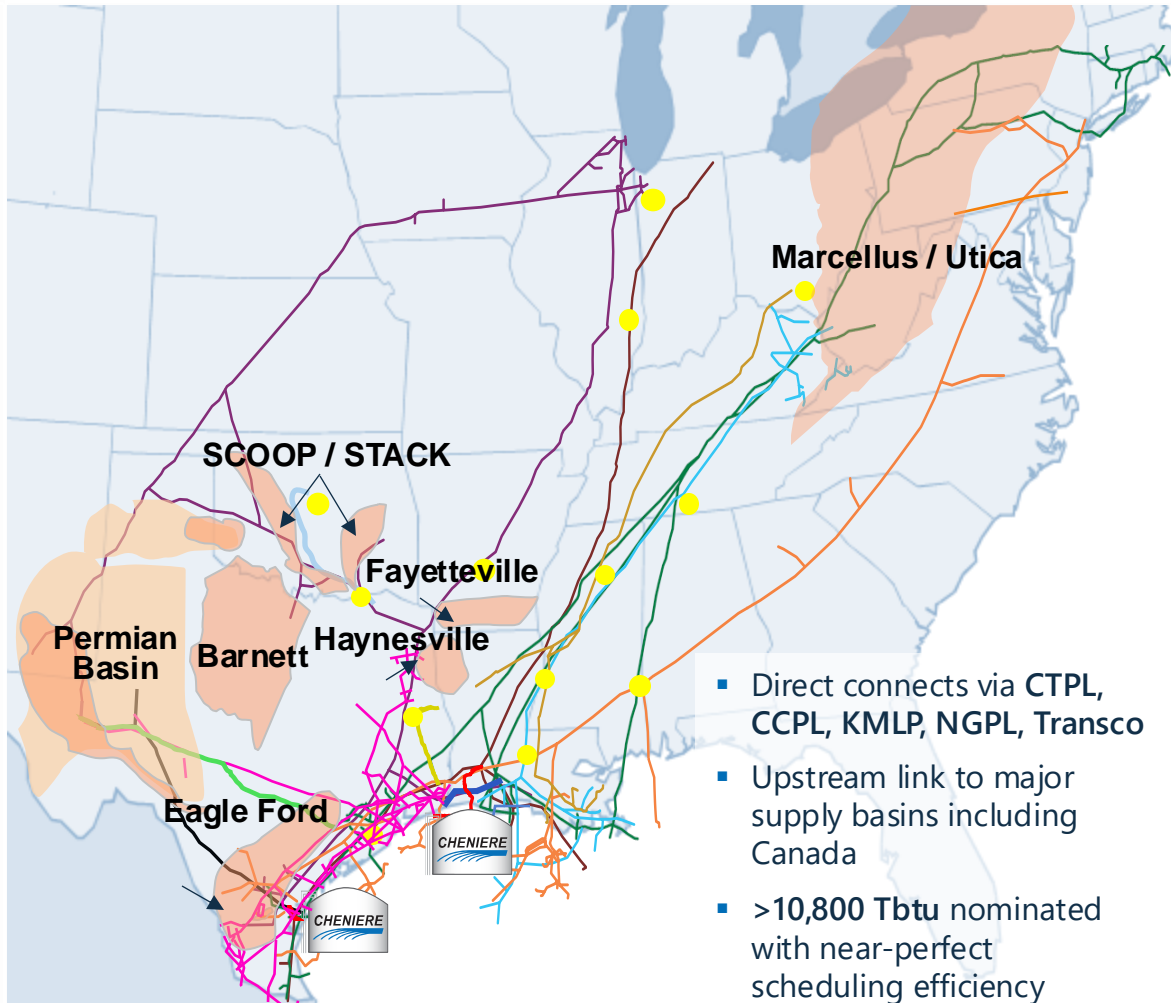 Marcellus / Utica
SCOOP / STACK
Fayetteville
Haynesville
Permian
Basin
Barnett
Eagle Ford
CHENIERE
CHENIERE
▪ Direct connects via CTPL,
CCPL, KMLP, NGPL, Transco
▪ Upstream link to major
supply basins including
Canada
▪ >10,800 Tbtu nominated
with near-perfect
scheduling efficiency